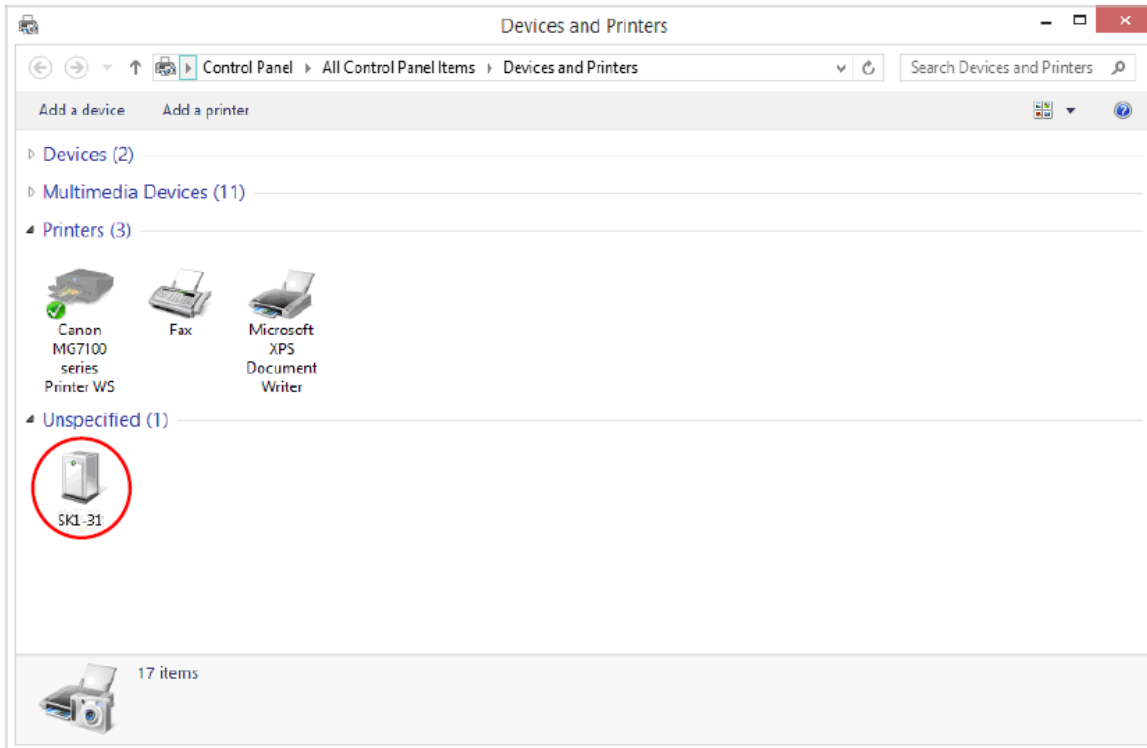 Devices and Printers
Control Panel All Control Panel Items Devices and Printers
Search Devices and Printers
Add a device Add a printer
Devices (2)
Multimedia Devices (11)
Printers (3)
Canon MG7100 series Printer WS
Fax
Microsoft XPS Document Writer
Unspecified (1)
SK1-31
17 items